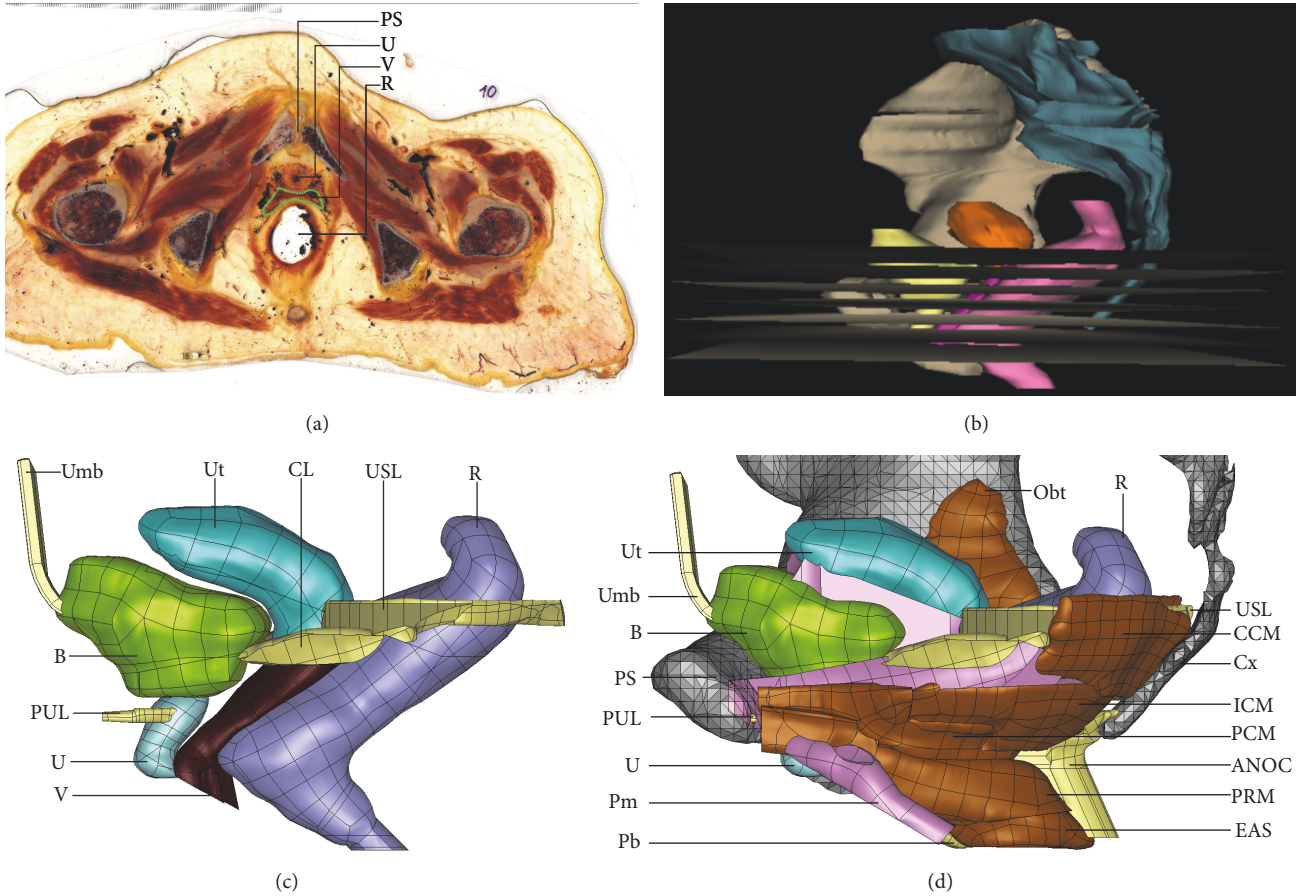 PS
U
V
R
10
(a)
(b)
Umb
Ut
CL
USL
R
B
PUL
U
V
(c)
Obt
R
Ut
Umb
B
PS
PUL
U
Pm
Pb
USL
CCM
Cx
ICM
PCM
ANOC
PRM
EAS
(d)